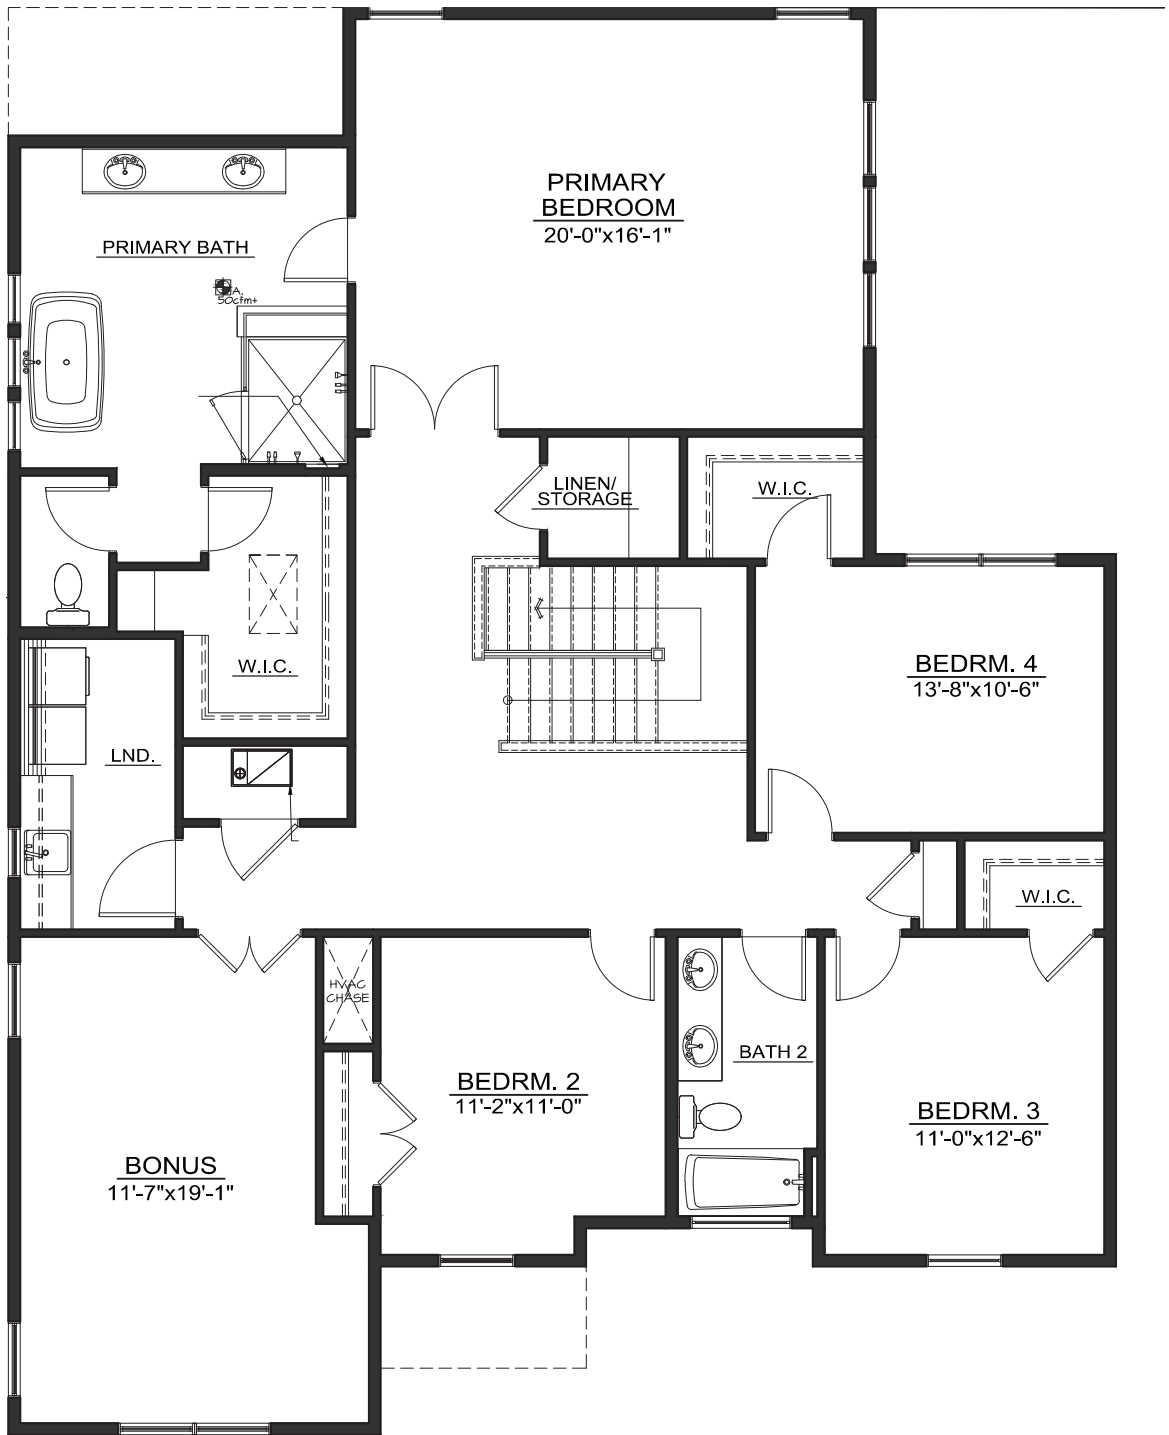 PRIMARY
BEDROOM
20'-0"x16'-1"
PRIMARY BATH
A.
50cfm+
LINEN/
STORAGE
W.I.C.
W.I.C.
BEDRM. 4
13'-8"x10'-6"
LND.
W.I.C.
HVAC
CHASE
BEDRM. 2
11'-2"x11'-0"
BATH 2
BEDRM. 3
11'-0"x12'-6"
BONUS
11'-7"x19'-1"